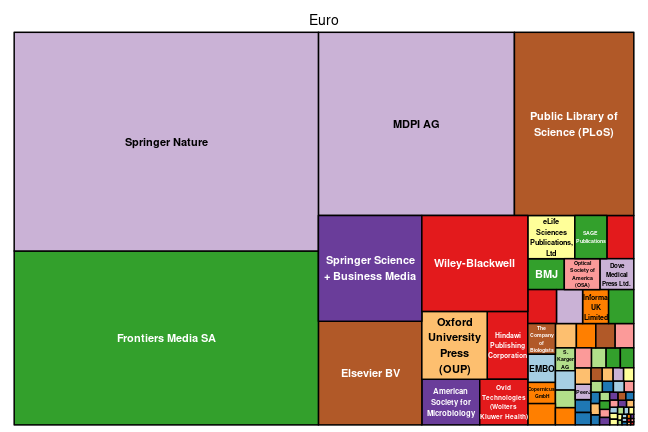 Euro
Springer Nature
MDPI AG
Public Library of
Science (PLoS)
Frontiers Media SA
Springer Science
+ Business Media
Elsevier BV
Wiley-Blackwell
Oxford
University
Press
(OUP)
Hindawi
Publishing
Corporation
American
Society for
Microbiology
Ovid
Technologies
(Wolters
Kluwer Health)
eLife
Sciences
Publications,
Ltd
SAGE
Publications
BMJ
Optical
Society of
America
(OSA)
Dove
Medical
Press Ltd.
Informa
UK
Limited
The
Company
of
Biologists
S.
Karger
AG
EMBO
Copernicus
GmbH
PeerJ